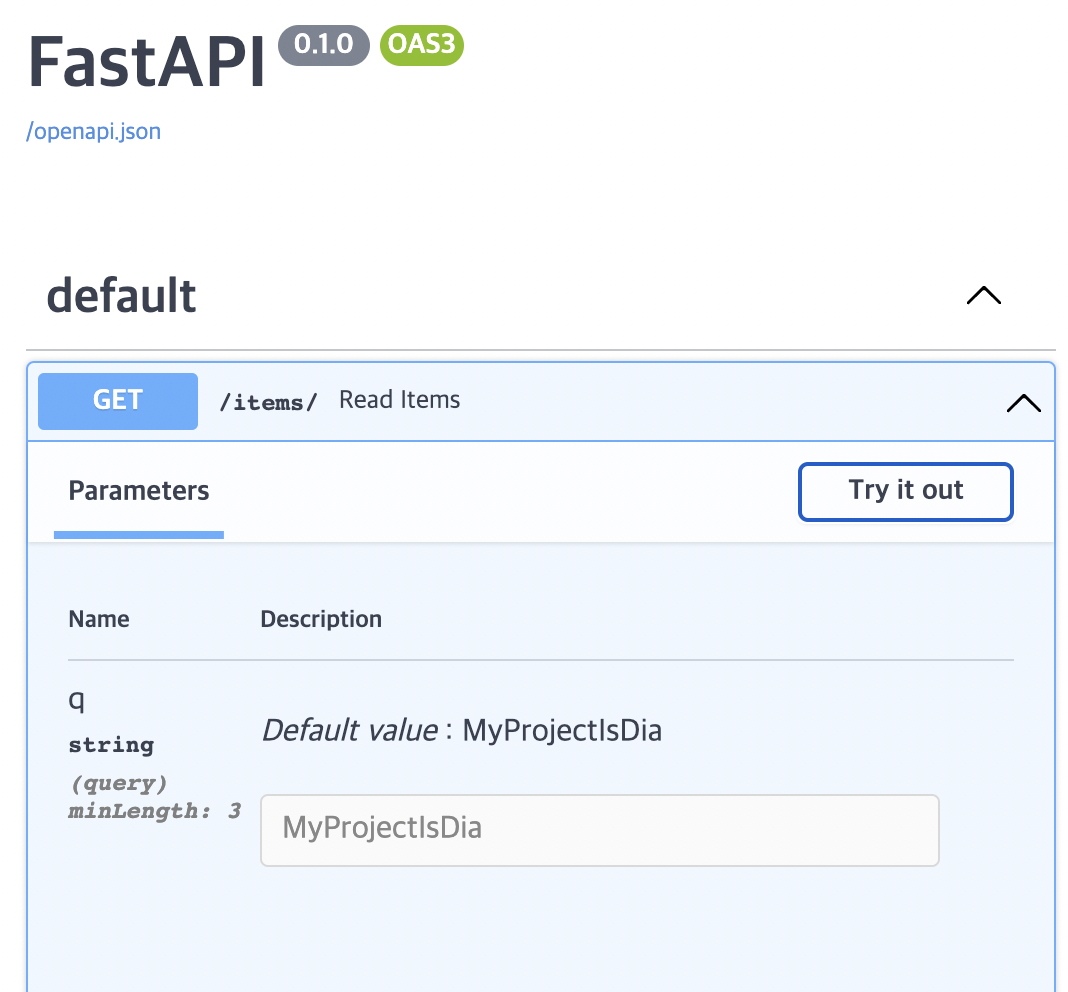 FastAPI 0.1.0 OAS3
/openapi.json
default
GET /items/ Read Items
Parameters Try it out
Name Description
q
string
(query)
minLength: 3
Default value : MyProjectIsDia
MyProjectIsDia